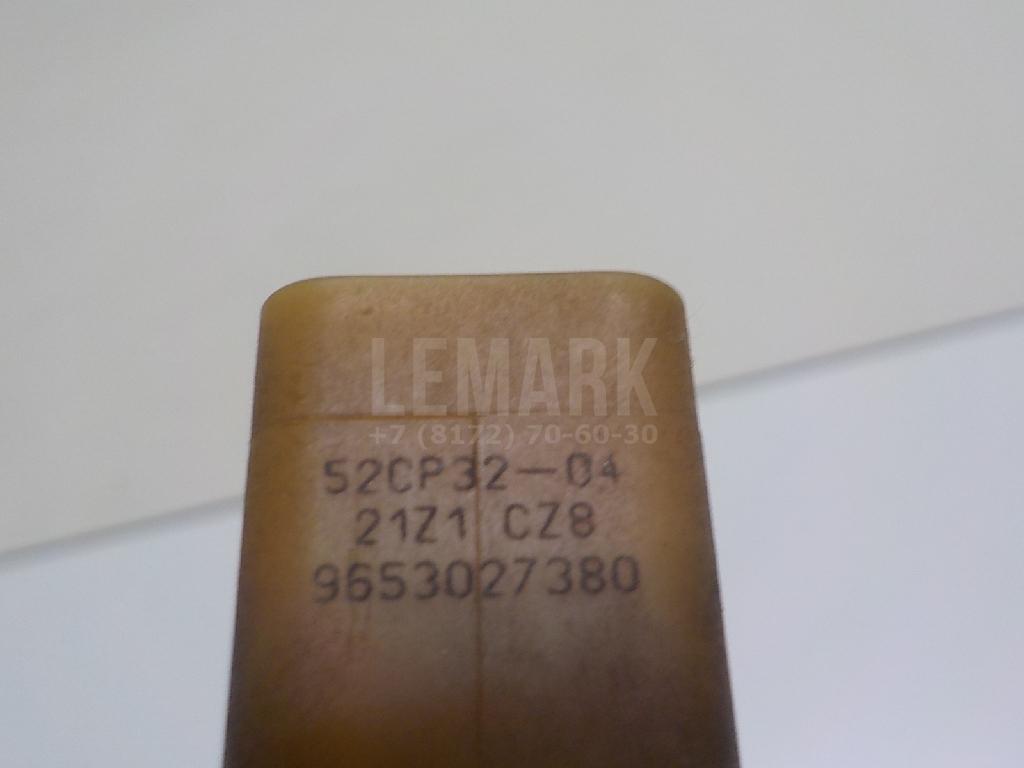 LEMARK
+7 (8172) 70-60-30
52CP32-04
21Z1 CZ8
9653027380